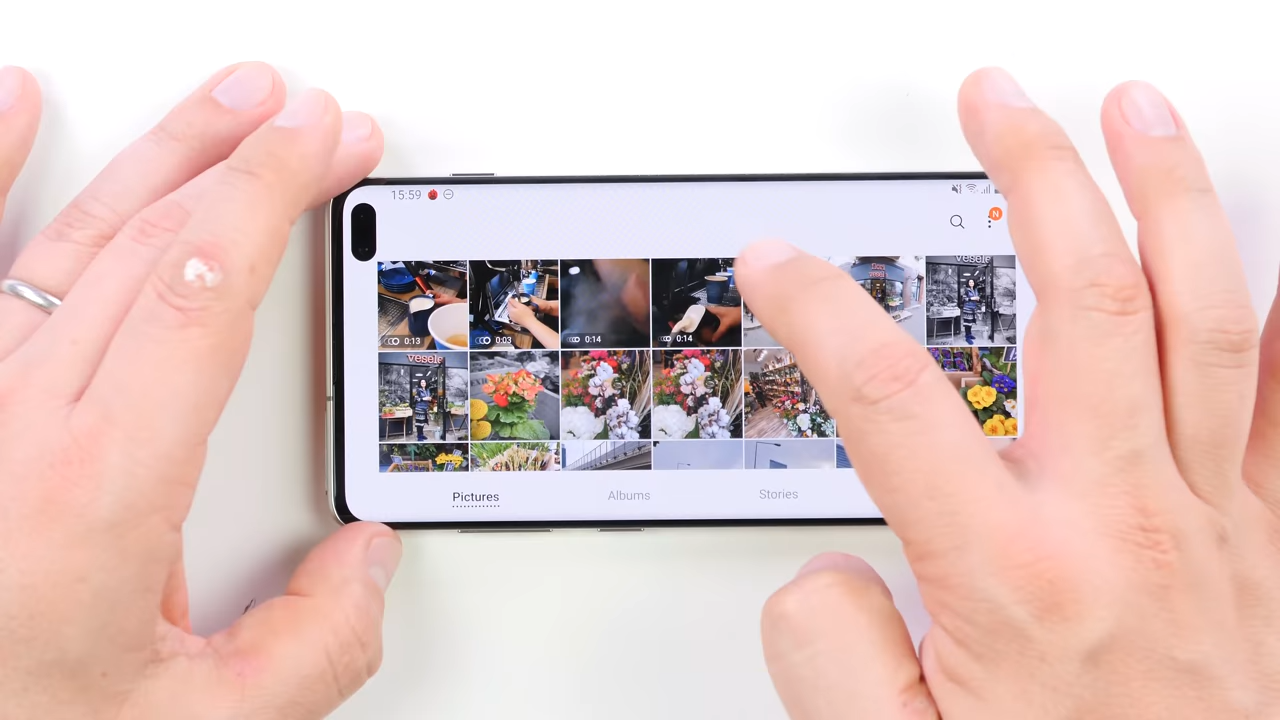 15:59
N
0:13
0:03
0:14
0:14
vesele
vesele
Pictures
Albums
Stories